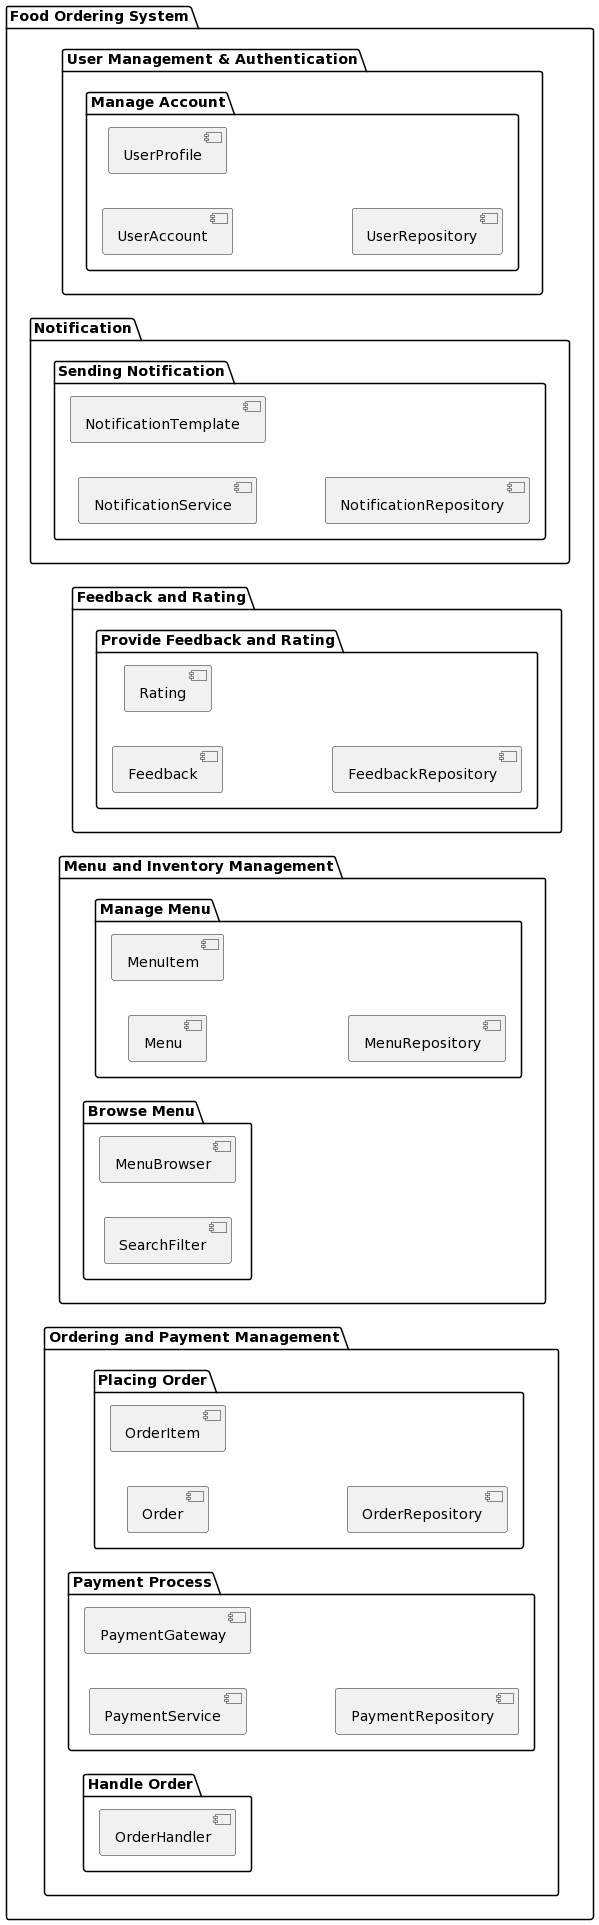 Food Ordering System
User Management & Authentication
Manage Account
UserProfile
UserAccount
UserRepository
Notification
Sending Notification
NotificationTemplate
NotificationService
NotificationRepository
Feedback and Rating
Provide Feedback and Rating
Rating
Feedback
FeedbackRepository
Menu and Inventory Management
Manage Menu
MenuItem
Menu
MenuRepository
Browse Menu
MenuBrowser
SearchFilter
Ordering and Payment Management
Placing Order
OrderItem
Order
OrderRepository
Payment Process
PaymentGateway
PaymentService
PaymentRepository
Handle Order
OrderHandler